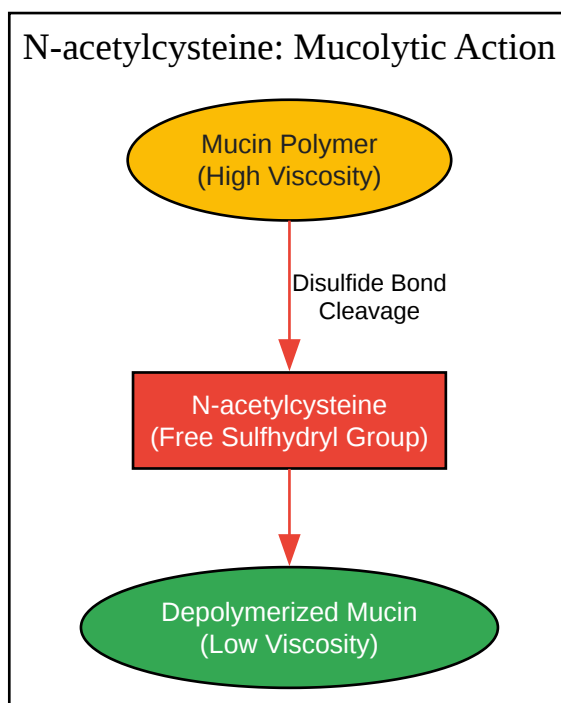 N-acetylcysteine: Mucolytic Action
Mucin Polymer
(High Viscosity)
Disulfide Bond
Cleavage
N-acetylcysteine
(Free Sulfhydryl Group)
Depolymerized Mucin
(Low Viscosity)